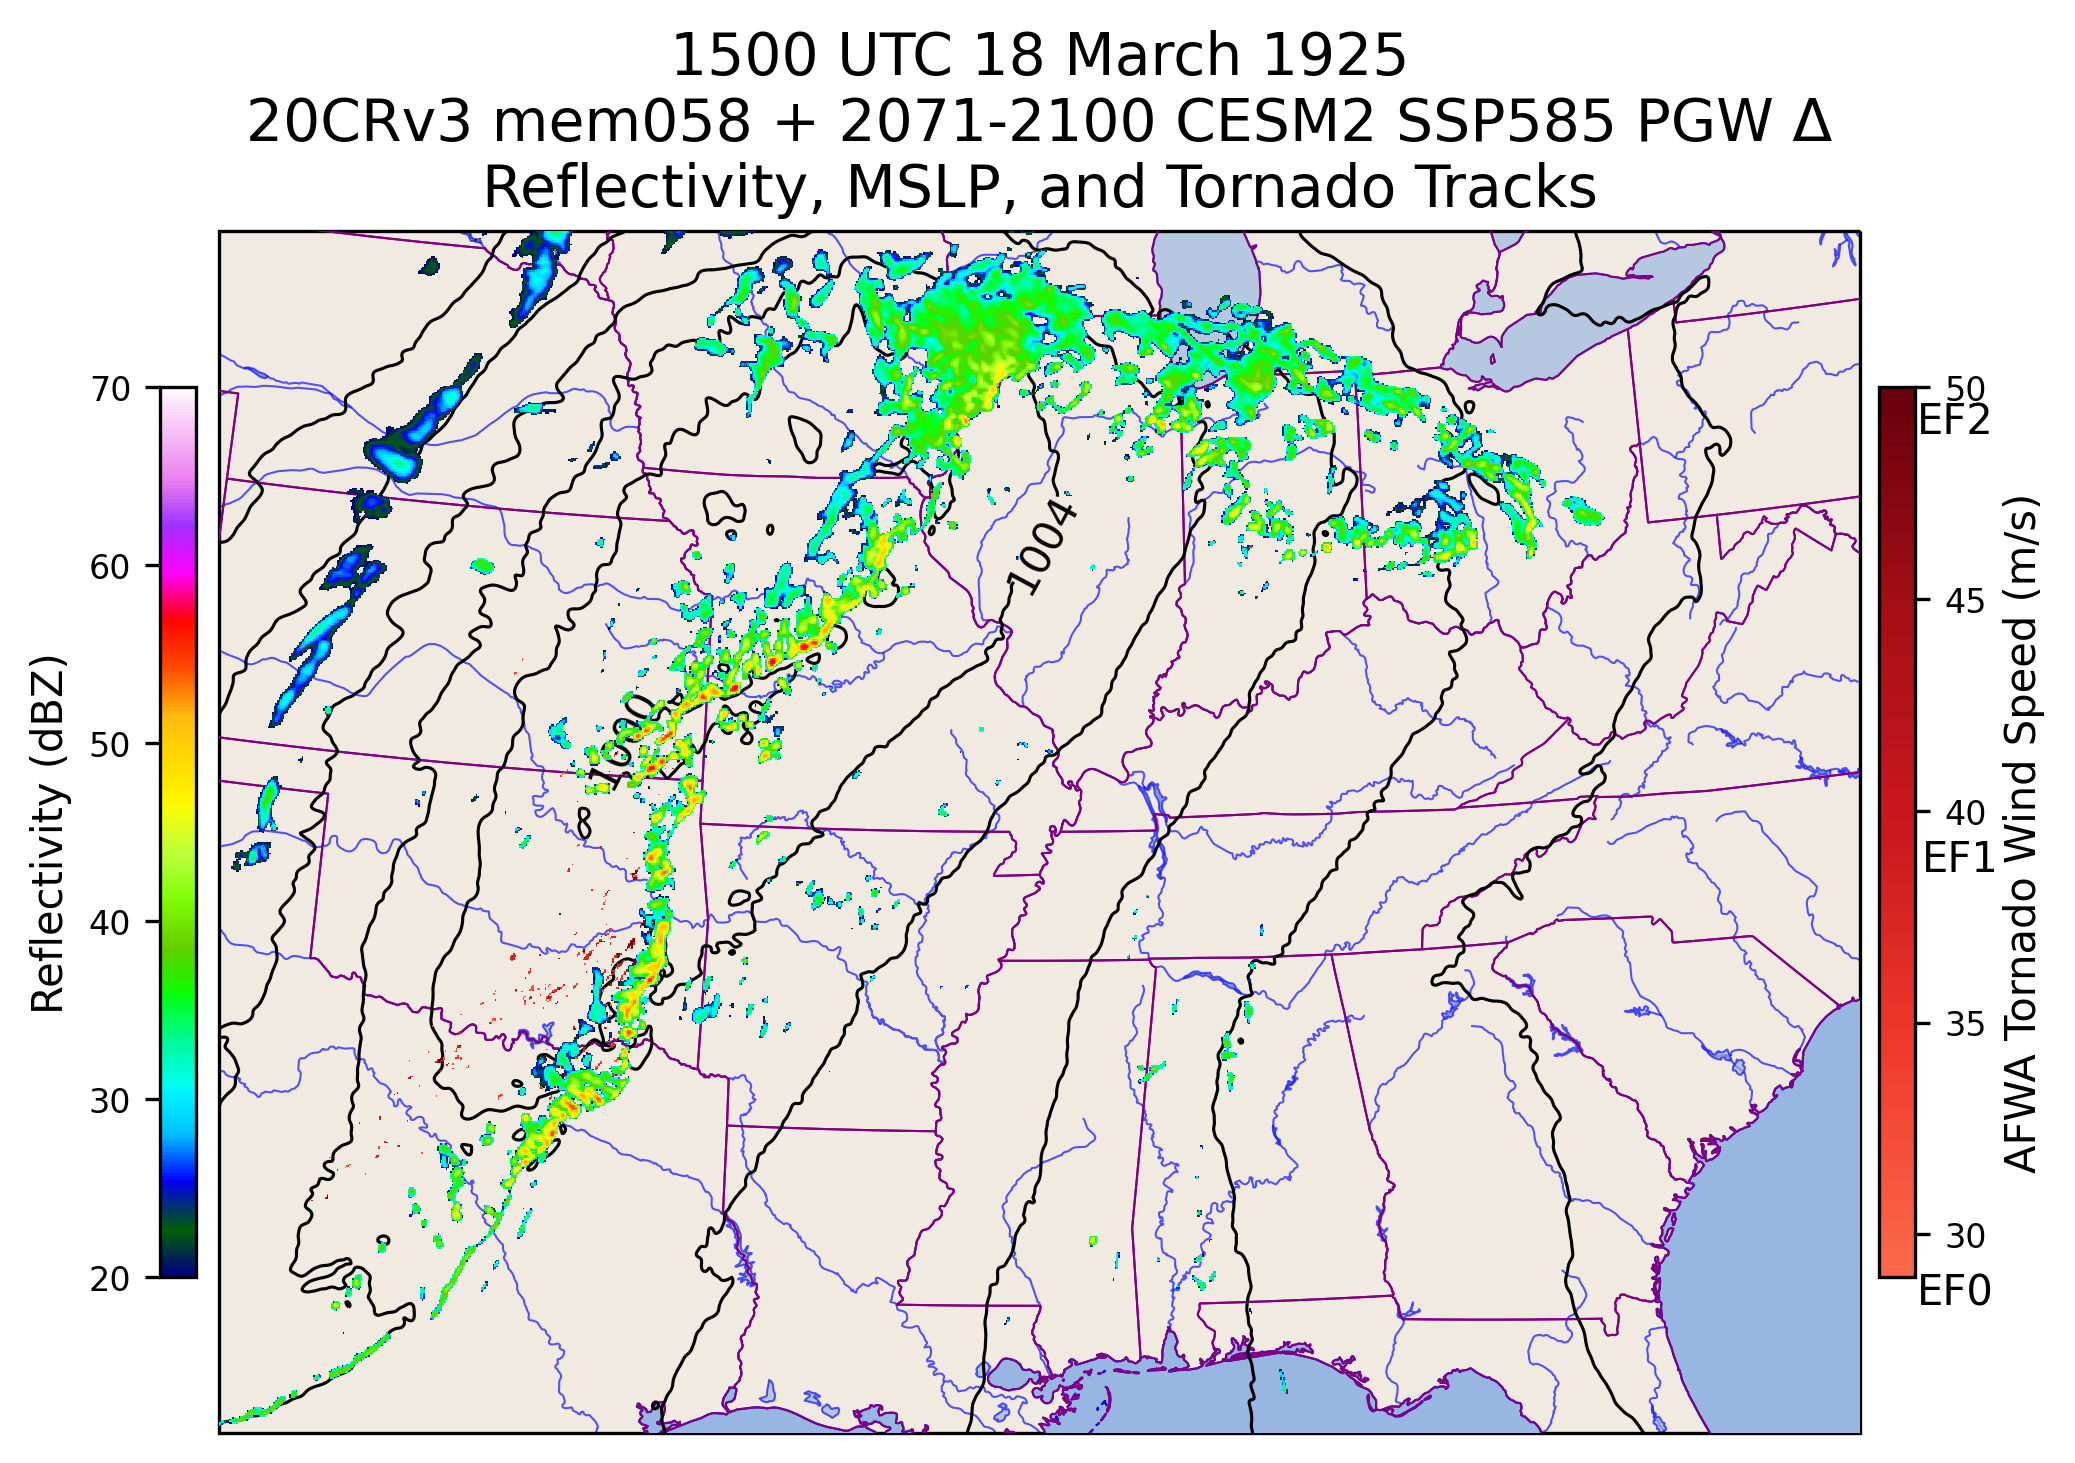 1500 UTC 18 March 1925
20CRv3 mem058 + 2071-2100 CESM2 SSP585 PGW Δ
Reflectivity, MSLP, and Tornado Tracks
Reflectivity (dBZ)
70
60
50
40
30
20
1004
1000
50
EF2
45
40
EF1
35
30
EF0
AFWA Tornado Wind Speed (m/s)